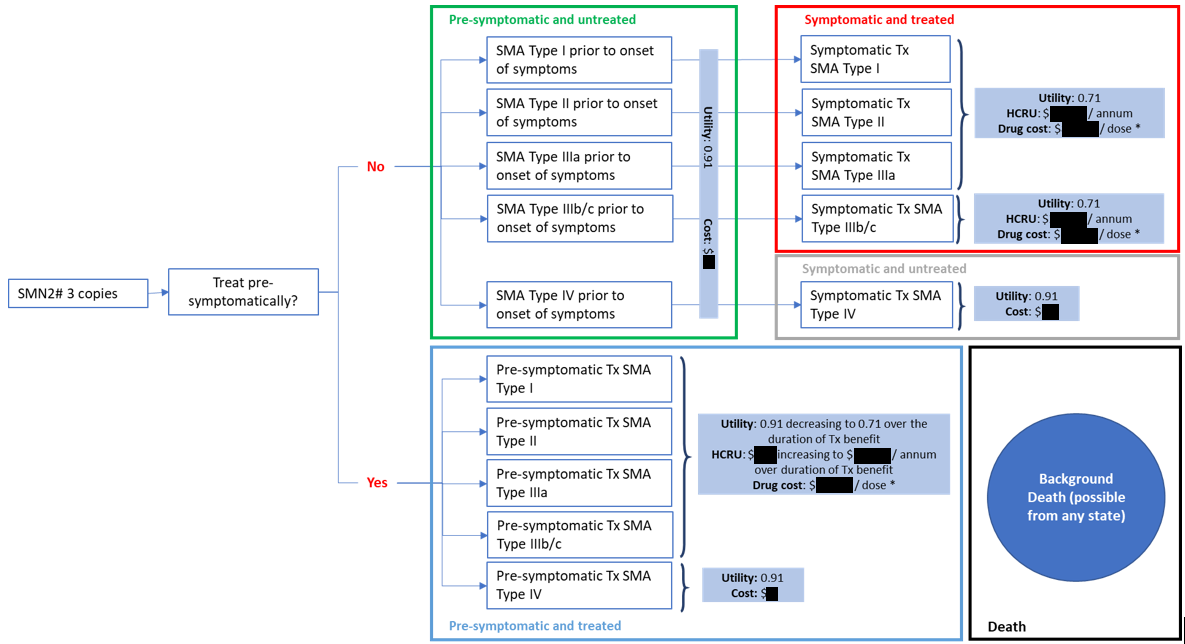 SMN2# 3 copies
Treat pre-
symptomatically?
No
Yes
Pre-symptomatic and untreated
SMA Type I prior to onset
of symptoms
SMA Type II prior to onset
of symptoms
SMA Type IIIa prior to
onset of symptoms
SMA Type IIIb/c prior to
onset of symptoms
SMA Type IV prior to
onset of symptoms
Utility: 0.91
Cost: $
Symptomatic and treated
Symptomatic Tx
SMA Type I
Symptomatic Tx
SMA Type II
Symptomatic Tx
SMA Type IIIa
Symptomatic Tx SMA
Type IIIb/c
Utility: 0.71
HCRU: $ / annum
Drug cost: $ / dose *
Utility: 0.71
HCRU: $ / annum
Drug cost: $ / dose *
Symptomatic and untreated
Symptomatic Tx SMA
Type IV
Utility: 0.91
Cost: $
Pre-symptomatic Tx SMA
Type I
Pre-symptomatic Tx SMA
Type II
Pre-symptomatic Tx SMA
Type IIIa
Pre-symptomatic Tx SMA
Type IIIb/c
Pre-symptomatic Tx SMA
Type IV
Utility: 0.91 decreasing to 0.71 over the
duration of Tx benefit
HCRU: $ increasing to $ / annum
over duration of Tx benefit
Drug cost: $ / dose *
Utility: 0.91
Cost: $
Pre-symptomatic and treated
Background
Death (possible
from any state)
Death